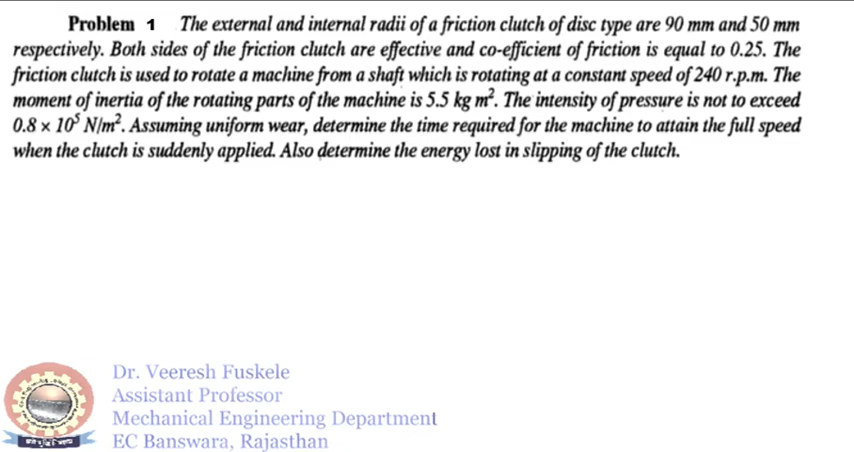 Problem 1 The external and internal radii of a friction clutch of disc type are 90 mm and 50 mm
respectively. Both sides of the friction clutch are effective and co-efficient of friction is equal to 0.25. The
friction clutch is used to rotate a machine from a shaft which is rotating at a constant speed of 240 r.p.m. The
moment of inertia of the rotating parts of the machine is 5.5 kg m². The intensity of pressure is not to exceed
0.8 × 10⁵ N/m². Assuming uniform wear, determine the time required for the machine to attain the full speed
when the clutch is suddenly applied. Also determine the energy lost in slipping of the clutch.
Dr. Veeresh Fuskele
Assistant Professor
Mechanical Engineering Department
EC Banswara, Rajasthan